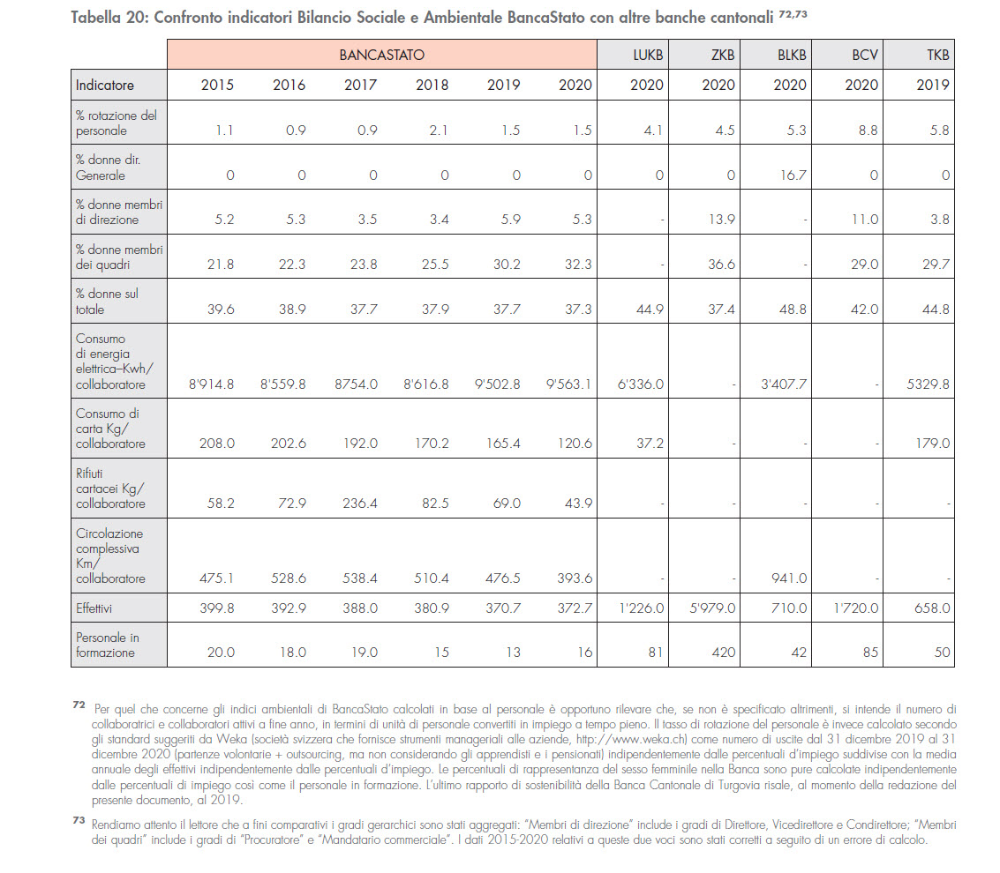 Tabella 20: Confronto indicatori Bilancio Sociale e Ambientale BancaStato con altre banche cantonali 72,73
BANCASTATO LUKB ZKB BLKB BCV TKB
Indicatore 2015 2016 2017 2018 2019 2020 2020 2020 2020 2020 2019
% rotazione del
personale 1.1 0.9 0.9 2.1 1.5 1.5 4.1 4.5 5.3 8.8 5.8
% donne dir.
Generale 0 0 0 0 0 0 0 0 16.7 0 0
% donne membri
di direzione 5.2 5.3 3.5 3.4 5.9 5.3 - 13.9 - 11.0 3.8
% donne membri
dei quadri 21.8 22.3 23.8 25.5 30.2 32.3 - 36.6 - 29.0 29.7
% donne sul
totale 39.6 38.9 37.7 37.9 37.7 37.3 44.9 37.4 48.8 42.0 44.8
Consumo
di energia
elettrica–Kwh/
collaboratore 8'914.8 8'559.8 8754.0 8'616.8 9'502.8 9'563.1 6'336.0 - 3'407.7 - 5329.8
Consumo di
carta Kg/
collaboratore 208.0 202.6 192.0 170.2 165.4 120.6 37.2 - - - 179.0
Rifiuti
cartacei Kg/
collaboratore 58.2 72.9 236.4 82.5 69.0 43.9 - - - - -
Circolazione
complessiva
Km/
collaboratore 475.1 528.6 538.4 510.4 476.5 393.6 - - 941.0 - -
Effettivi 399.8 392.9 388.0 380.9 370.7 372.7 1'226.0 5'979.0 710.0 1'720.0 658.0
Personale in
formazione 20.0 18.0 19.0 15 13 16 81 420 42 85 50
72 Per quel che concerne gli indici ambientali di BancaStato calcolati in base al personale è opportuno rilevare che, se non è specificato altrimenti, si intende il numero di
collaboratrici e collaboratori attivi a fine anno, in termini di unità di personale convertiti in impiego a tempo pieno. Il tasso di rotazione del personale è invece calcolato secondo
gli standard suggeriti da Weka (società svizzera che fornisce strumenti manageriali alle aziende, http://www.weka.ch) come numero di uscite dal 31 dicembre 2019 al 31
dicembre 2020 (partenze volontarie + outsourcing, ma non considerando gli apprendisti e i pensionati) indipendentemente dalle percentuali d'impiego suddivise con la media
annuale degli effettivi indipendentemente dalle percentuali d'impiego. Le percentuali di rappresentanza del sesso femminile nella Banca sono pure calcolate indipendentemente
dalle percentuali di impiego così come il personale in formazione. L'ultimo rapporto di sostenibilità della Banca Cantonale di Turgovia risale, al momento della redazione del
presente documento, al 2019.
73 Rendiamo attento il lettore che a fini comparativi i gradi gerarchici sono stati aggregati: "Membri di direzione" include i gradi di Direttore, Vicedirettore e Condirettore; "Membri
dei quadri" include i gradi di "Procuratore" e "Mandatario commerciale". I dati 2015-2020 relativi a queste due voci sono stati corretti a seguito di un errore di calcolo.